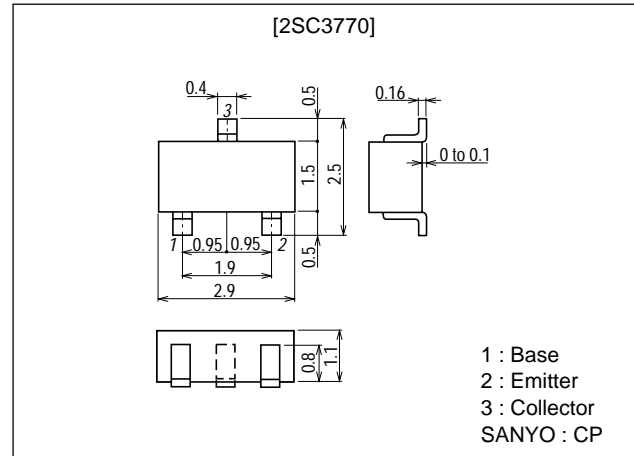 [2SC3770]
0.4
3
0.5
0.16
1.5
2.5
0 to 0.1
1
0.95
0.95
2
0.5
1.9
2.9
0.8
1.1
1 : Base
2 : Emitter
3 : Collector
SANYO : CP